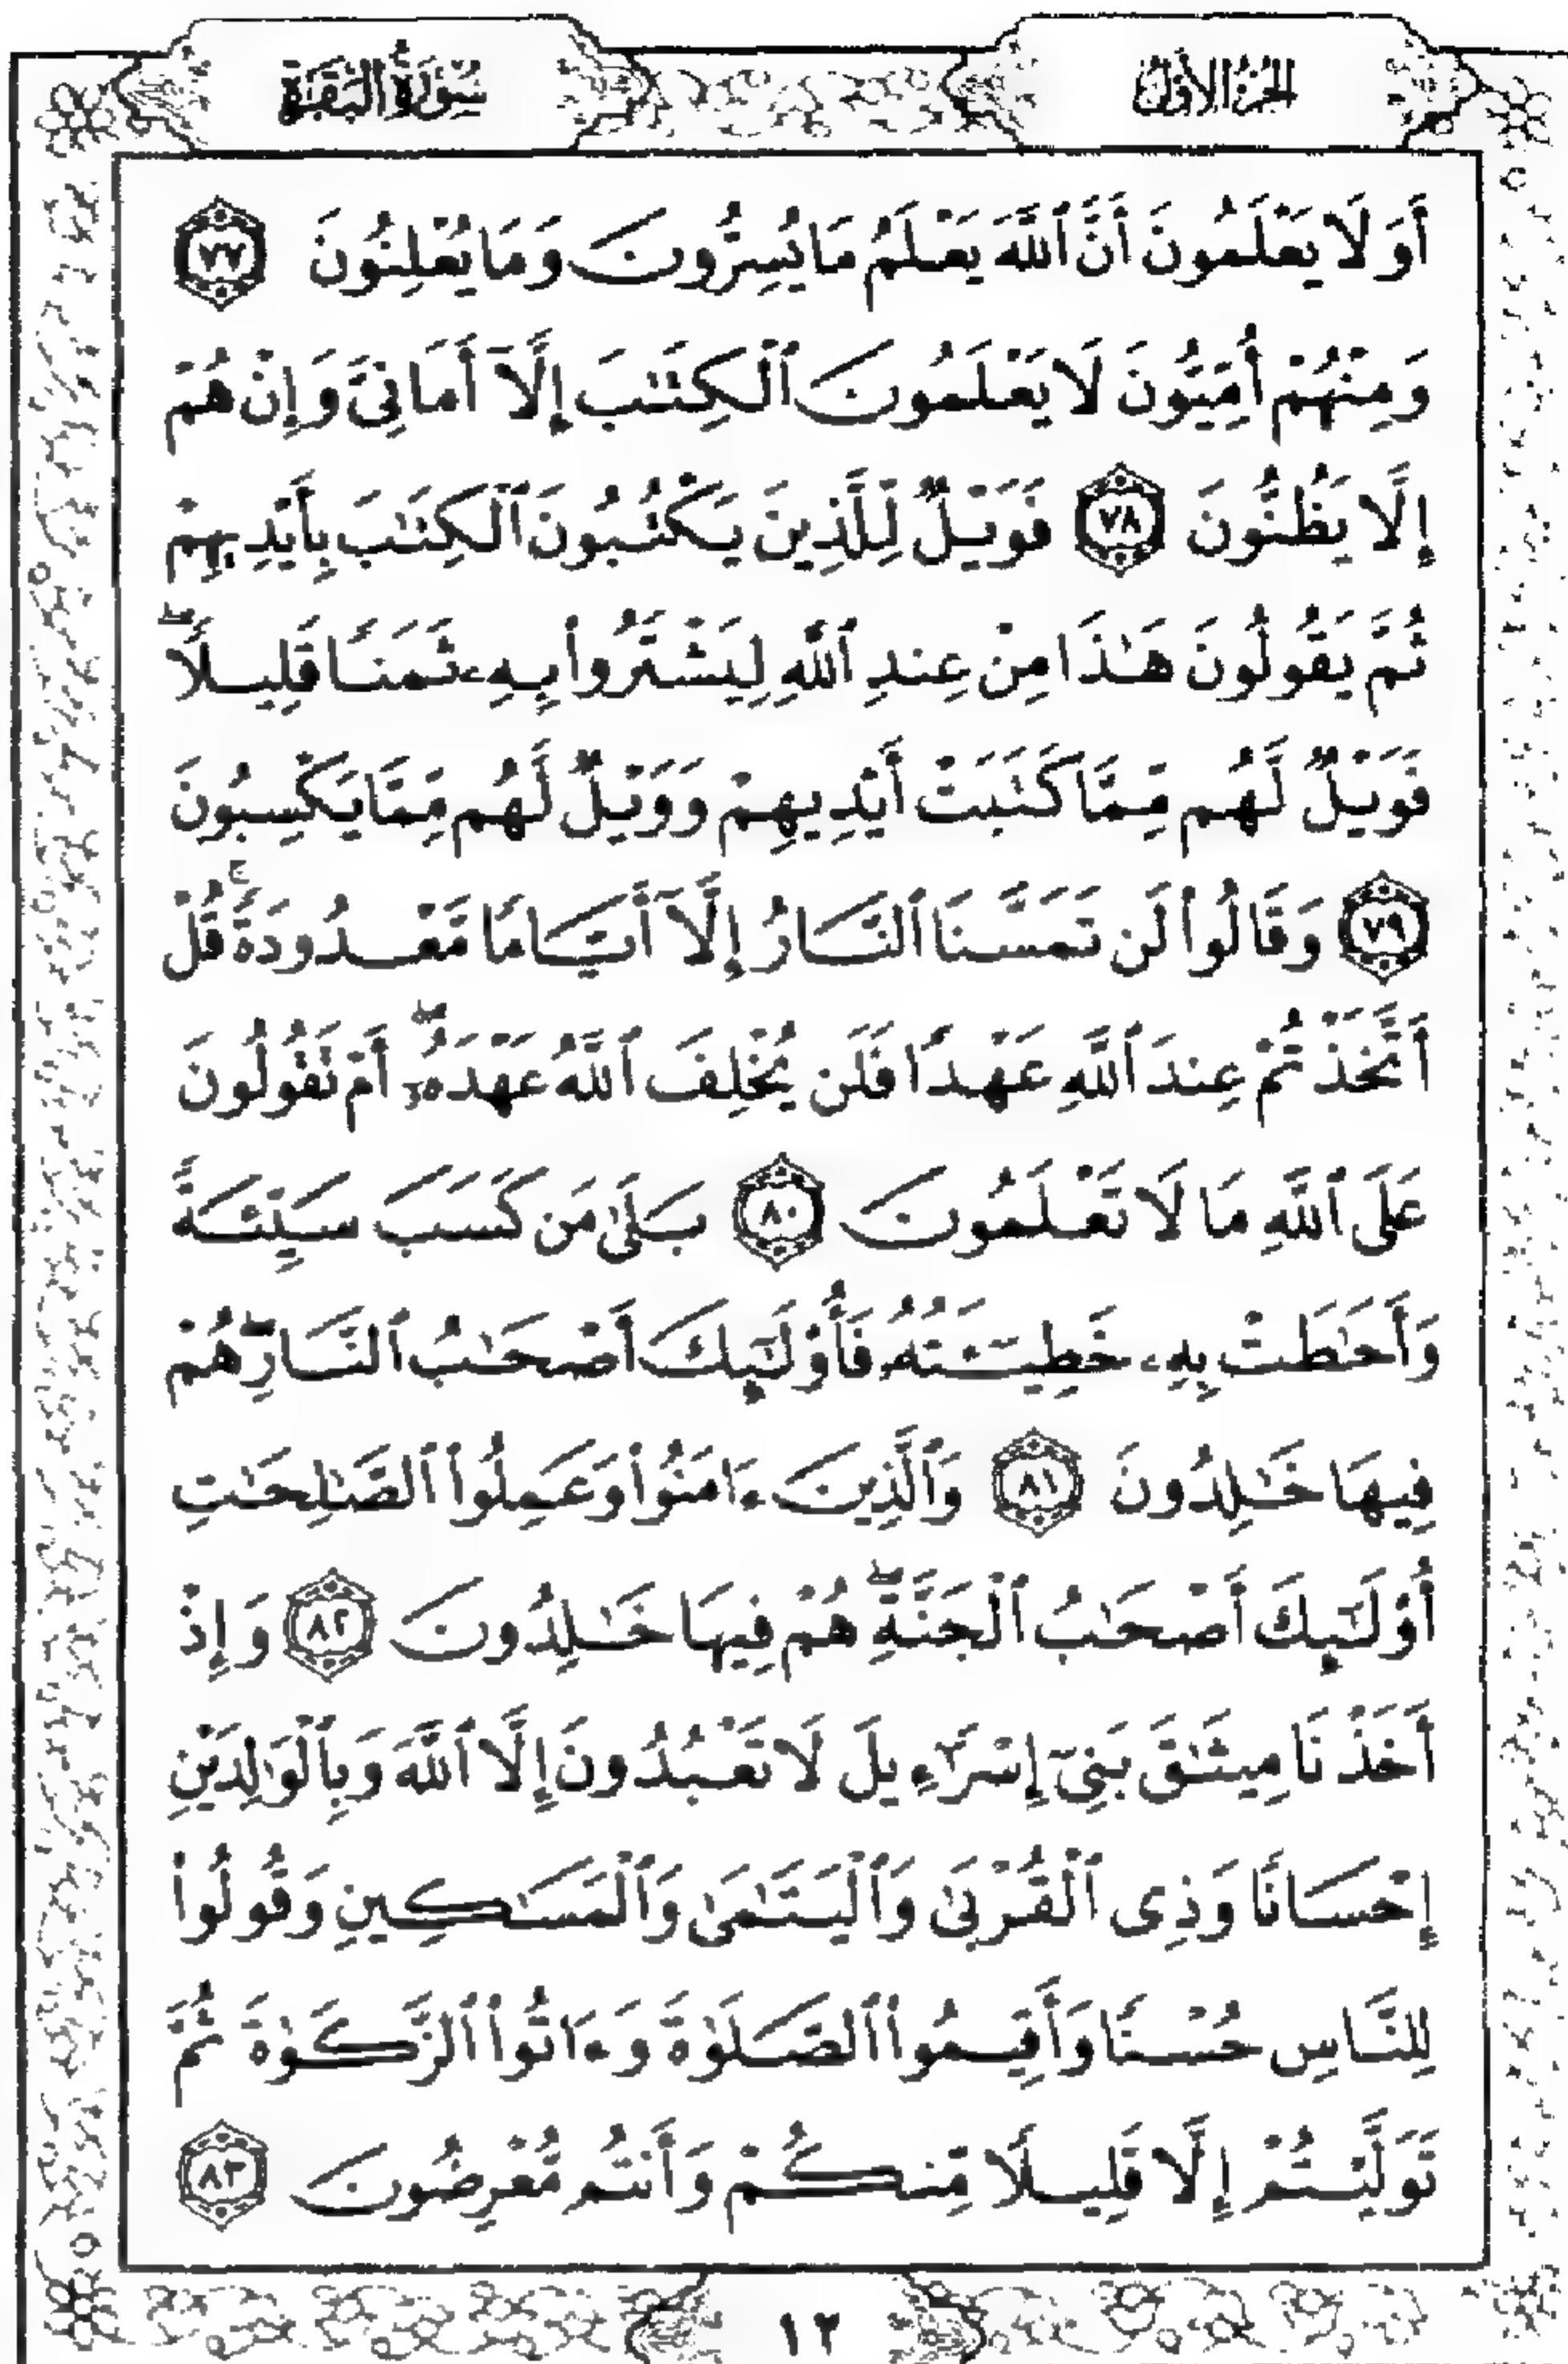 الجزء الأول
سورة البقرة
أَوَلَا يَعْلَمُونَ أَنَّ ٱللَّهَ يَعْلَمُ مَا يُسِرُّونَ وَمَا يُعْلِنُونَ ٧٧
وَمِنْهُمْ أُمِّيُّونَ لَا يَعْلَمُونَ ٱلْكِتَٰبَ إِلَّآ أَمَانِىَّ وَإِنْ هُمْ
إِلَّا يَظُنُّونَ ٧٨ فَوَيْلٌ لِّلَّذِينَ يَكْتُبُونَ ٱلْكِتَٰبَ بِأَيْدِيهِمْ
ثُمَّ يَقُولُونَ هَٰذَا مِنْ عِندِ ٱللَّهِ لِيَشْتَرُوا۟ بِهِۦ ثَمَنًا قَلِيلًا ۖ
فَوَيْلٌ لَّهُم مِّمَّا كَتَبَتْ أَيْدِيهِمْ وَوَيْلٌ لَّهُم مِّمَّا يَكْسِبُونَ
٧٩ وَقَالُوا۟ لَن تَمَسَّنَا ٱلنَّارُ إِلَّآ أَيَّامًا مَّعْدُودَةً ۚ قُلْ
أَتَّخَذْتُمْ عِندَ ٱللَّهِ عَهْدًا فَلَن يُخْلِفَ ٱللَّهُ عَهْدَهُۥٓ ۖ أَمْ تَقُولُونَ
عَلَى ٱللَّهِ مَا لَا تَعْلَمُونَ ٨٠ بَلَىٰ مَن كَسَبَ سَيِّئَةً
وَأَحَٰطَتْ بِهِۦ خَطِيٓـَٔتُهُۥ فَأُو۟لَٰٓئِكَ أَصْحَٰبُ ٱلنَّارِ ۖ هُمْ
فِيهَا خَٰلِدُونَ ٨١ وَٱلَّذِينَ ءَامَنُوا۟ وَعَمِلُوا۟ ٱلصَّٰلِحَٰتِ
أُو۟لَٰٓئِكَ أَصْحَٰبُ ٱلْجَنَّةِ ۖ هُمْ فِيهَا خَٰلِدُونَ ٨٢ وَإِذْ
أَخَذْنَا مِيثَٰقَ بَنِىٓ إِسْرَٰٓءِيلَ لَا تَعْبُدُونَ إِلَّا ٱللَّهَ وَبِٱلْوَٰلِدَيْنِ
إِحْسَانًا وَذِى ٱلْقُرْبَىٰ وَٱلْيَتَٰمَىٰ وَٱلْمَسَٰكِينِ وَقُولُوا۟
لِلنَّاسِ حُسْنًا وَأَقِيمُوا۟ ٱلصَّلَوٰةَ وَءَاتُوا۟ ٱلزَّكَوٰةَ ثُمَّ
تَوَلَّيْتُمْ إِلَّا قَلِيلًا مِّنكُمْ وَأَنتُم مُّعْرِضُونَ ٨٣
١٢